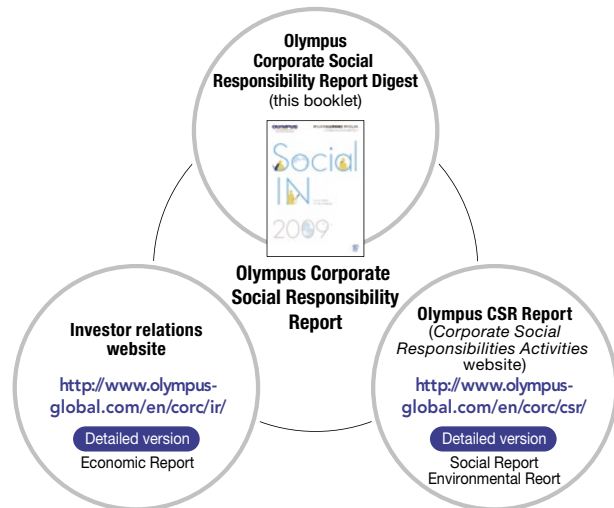 Olympus
Corporate Social
Responsibility Report Digest
(this booklet)
OLYMPUS
Social
IN
2009
Olympus Corporate
Social Responsibility
Report
Investor relations
website
http://www.olympus-
global.com/en/corc/ir/
Detailed version
Economic Report
Olympus CSR Report
(Corporate Social
Responsibilities Activities
website)
http://www.olympus-
global.com/en/corc/csr/
Detailed version
Social Report
Environmental Reort